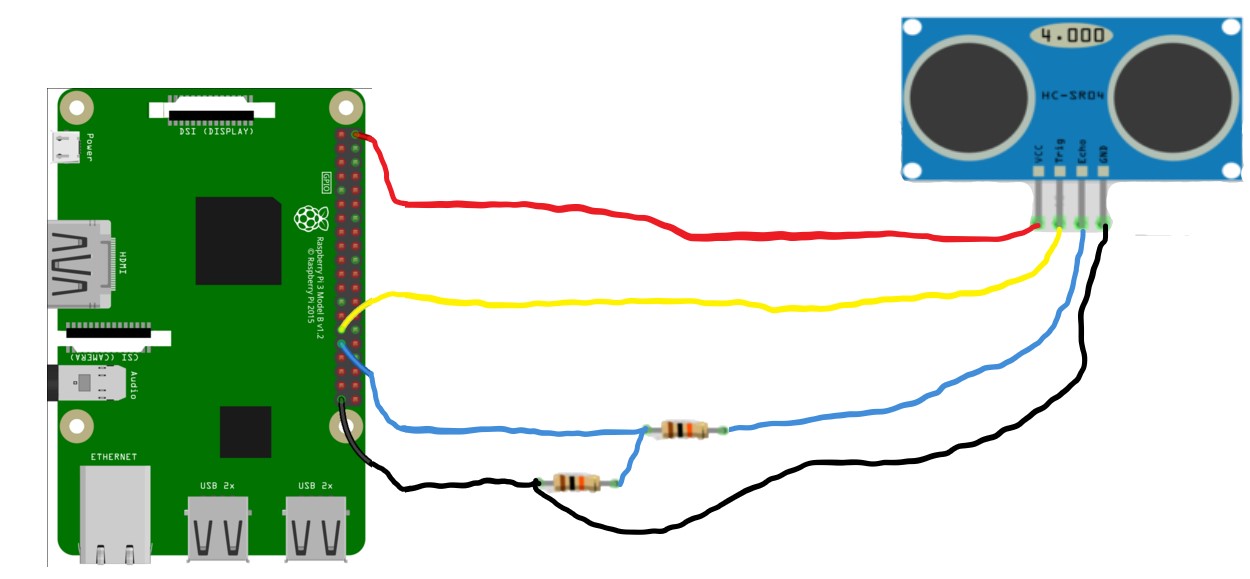 4.000
HC-SR04
VCC
Trig
Echo
GND
DSI (DISPLAY)
Power
GPIO
HDMI
Raspberry Pi 3 Model B v1.2
© Raspberry Pi 2015
CSI (CAMERA)
Audio
ETHERNET
USB 2x
USB 2x